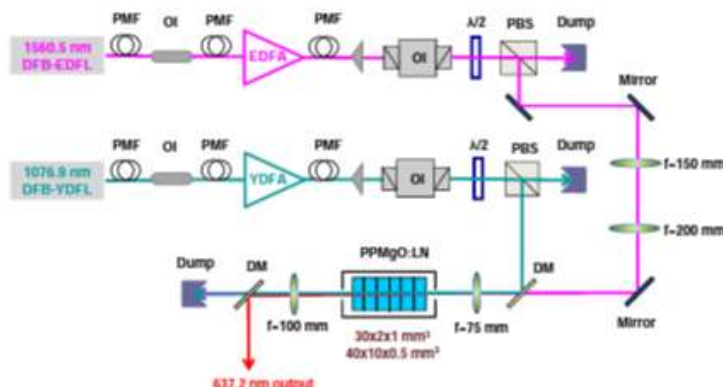 PMF OI PMF PMF λ/2 PBS Dump
1560.5 nm
DFB-EDFL
EDFA
OI
Mirror
PMF OI PMF PMF λ/2 PBS Dump
f=150 mm
1076.9 nm
DFB-YDFL
YDFA
OI
f=200 mm
Dump DM PPMgO:LN DM
f=100 mm
f=75 mm
Mirror
30x2x1 mm³
40x10x0.5 mm³
637.2 nm output